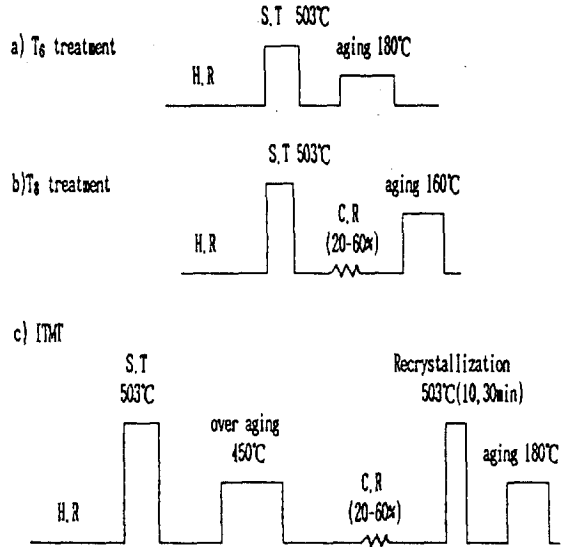 S.T 503℃
a) T6 treatment
aging 180℃
H.R
S.T 503℃
b)T8 treatment
aging 160℃
C.R
H.R
(20-60%)
c) ITMT
S.T
503℃
Recrystallization
503℃(10,30min)
over aging
450℃
aging 180℃
C.R
H.R
(20-60%)